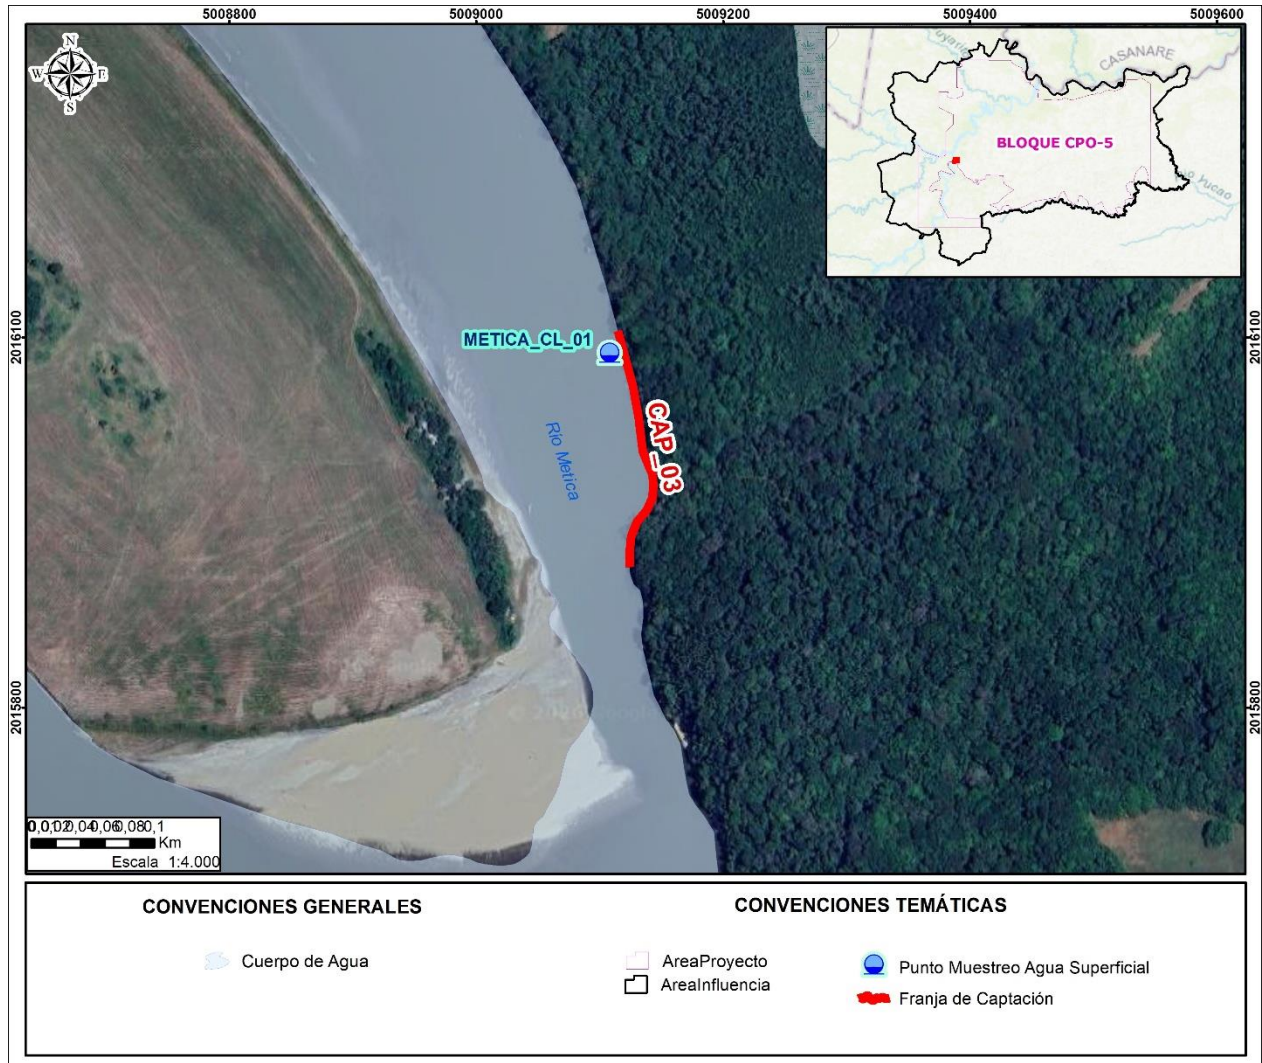 5008800
5009000
5009200
5009400
5009600
N
W
E
S
CASANARE
BLOQUE CPO-5
Yucao
2016100
2016100
METICA_CL_01
CAP_03
Rio Metica
2015800
2015800
Km
Escala 1:4.000
CONVENCIONES GENERALES
CONVENCIONES TEMÁTICAS
Cuerpo de Agua
AreaProyecto
AreaInfluencia
Punto Muestreo Agua Superficial
Franja de Captación